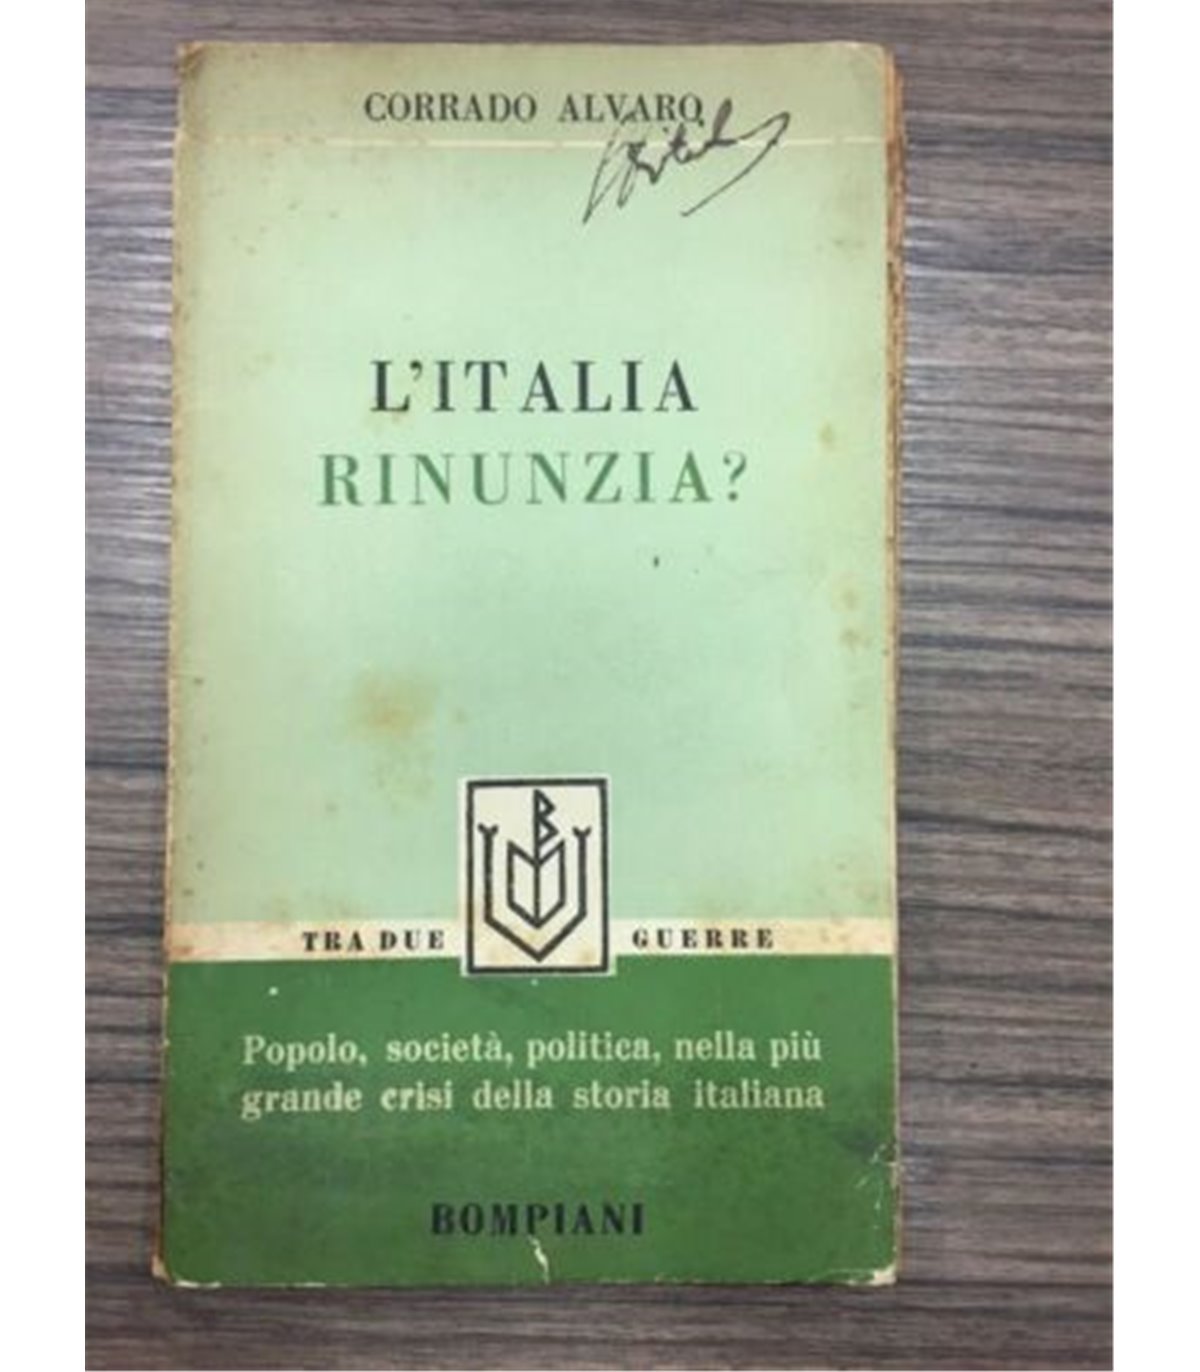 CORRADO ALVARO
L'ITALIA
RINUNZIA?
B
TRA DUE GUERRE
Popolo, società, politica, nella più
grande crisi della storia italiana
BOMPIANI